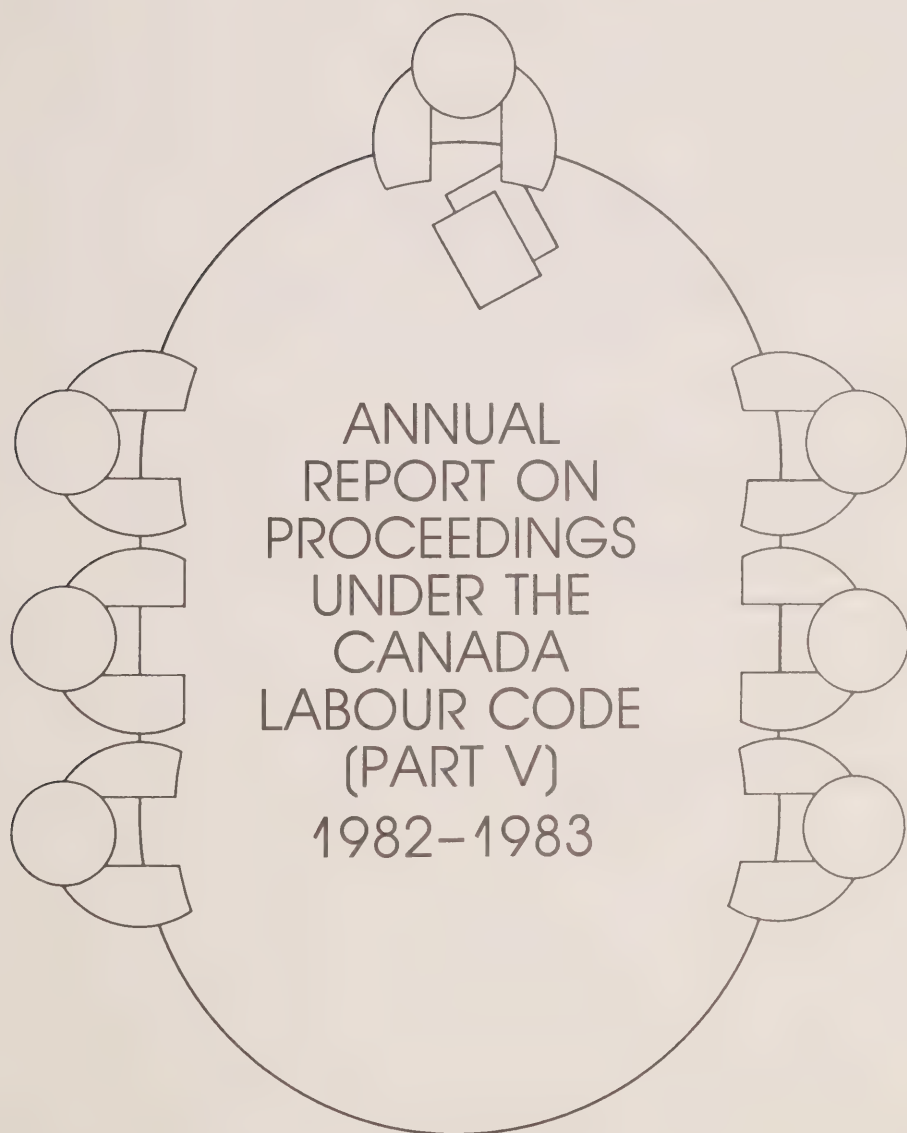 ANNUAL
REPORT ON
PROCEEDINGS
UNDER THE
CANADA
LABOUR CODE
(PART V)
1982–1983